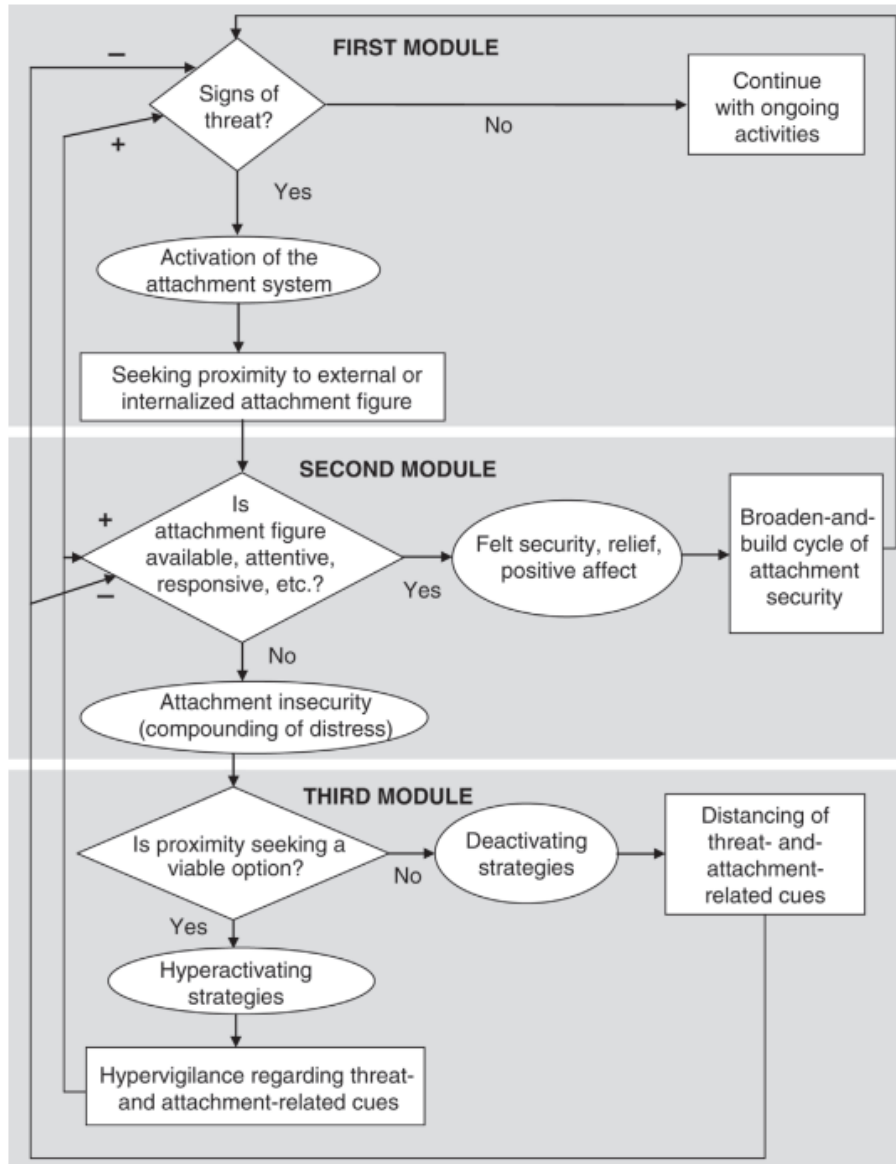 FIRST MODULE
–
Signs of
threat?
+
No
Continue
with ongoing
activities
Yes
Activation of the
attachment system
Seeking proximity to external or
internalized attachment figure
SECOND MODULE
+
Is
attachment figure
available, attentive,
responsive, etc.?
–
Yes
Felt security, relief,
positive affect
Broaden-and-
build cycle of
attachment
security
No
Attachment insecurity
(compounding of distress)
THIRD MODULE
Is proximity seeking a
viable option?
No
Deactivating
strategies
Distancing of
threat- and-
attachment-
related cues
Yes
Hyperactivating
strategies
Hypervigilance regarding threat-
and attachment-related cues